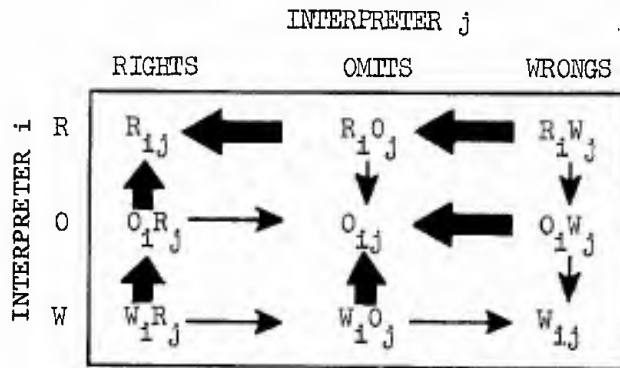 INTERPRETER j
RIGHTS OMITS WRONGS
INTERPRETER i
R R_ij R_iO_j R_iW_j
O O_iR_j O_ij O_iW_j
W W_iR_j W_iO_j W_ij